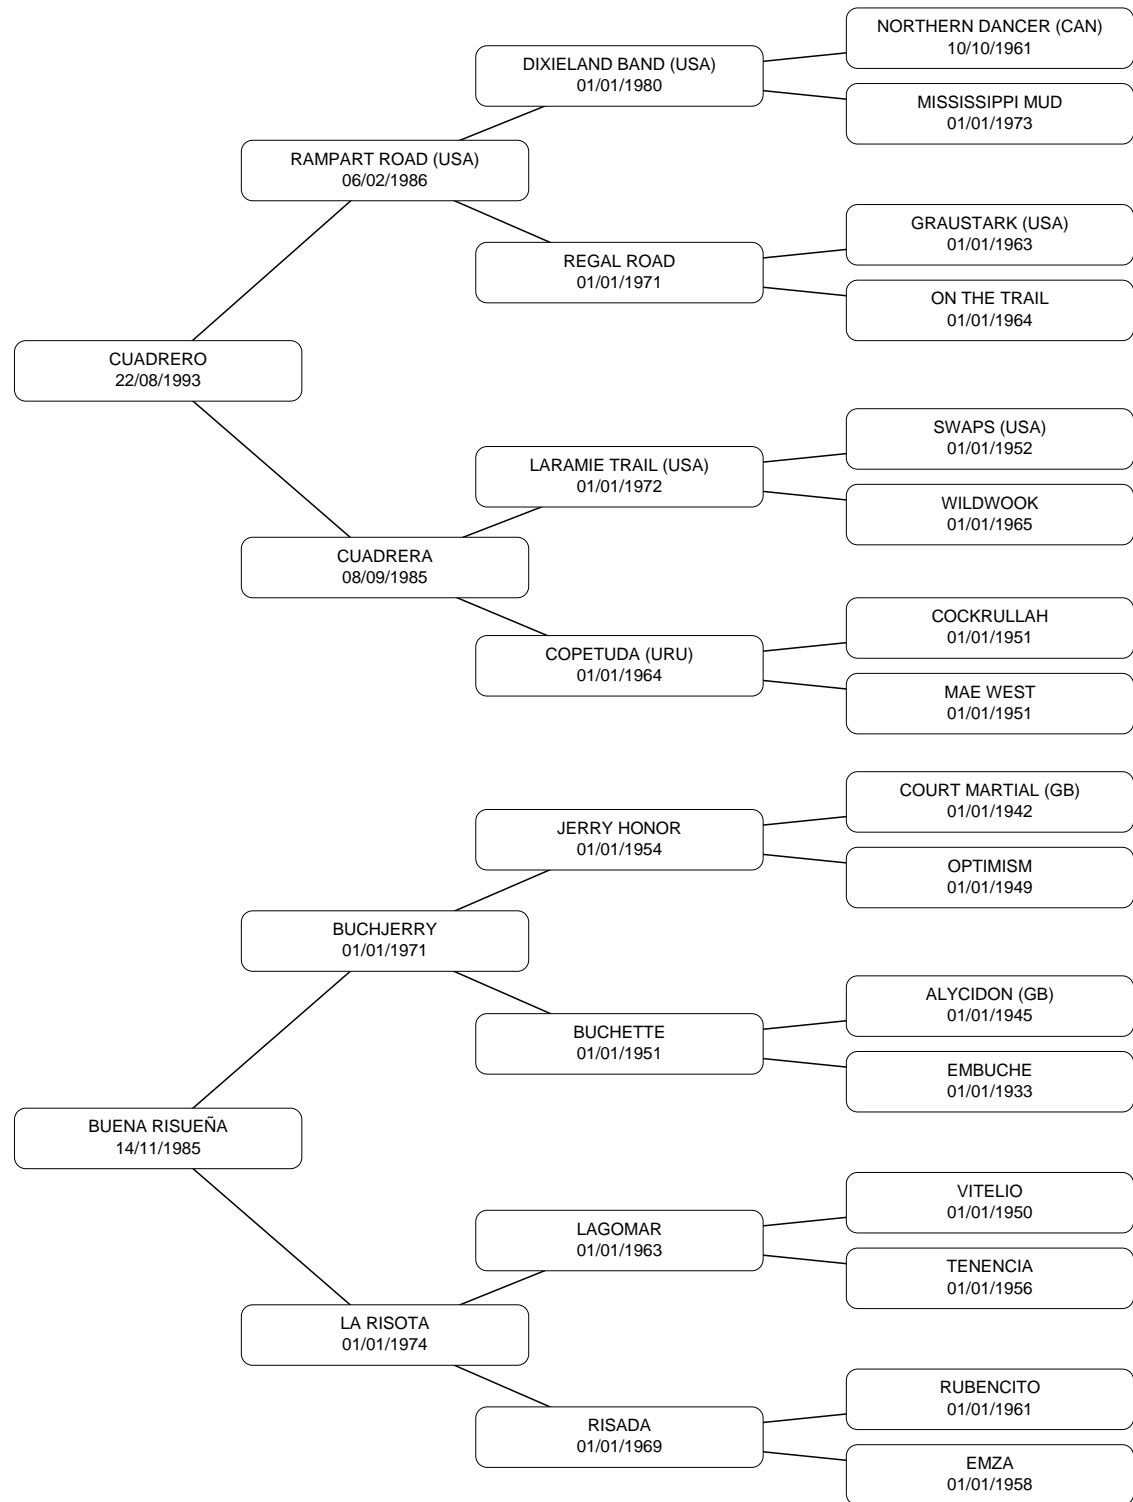 NORTHERN DANCER (CAN)
10/10/1961
DIXIELAND BAND (USA)
01/01/1980
MISSISSIPPI MUD
01/01/1973
RAMPART ROAD (USA)
06/02/1986
GRAUSTARK (USA)
01/01/1963
REGAL ROAD
01/01/1971
ON THE TRAIL
01/01/1964
CUADRERO
22/08/1993
SWAPS (USA)
01/01/1952
LARAMIE TRAIL (USA)
01/01/1972
WILDWOOK
01/01/1965
CUADRERA
08/09/1985
COCKRULLAH
01/01/1951
COPETUDA (URU)
01/01/1964
MAE WEST
01/01/1951
COURT MARTIAL (GB)
01/01/1942
JERRY HONOR
01/01/1954
OPTIMISM
01/01/1949
BUCHJERRY
01/01/1971
ALYCIDON (GB)
01/01/1945
BUCHETTE
01/01/1951
EMBUCHE
01/01/1933
BUENA RISUEÑA
14/11/1985
VITELIO
01/01/1950
LAGOMAR
01/01/1963
TENENCIA
01/01/1956
LA RISOTA
01/01/1974
RUBENCITO
01/01/1961
RISADA
01/01/1969
EMZA
01/01/1958